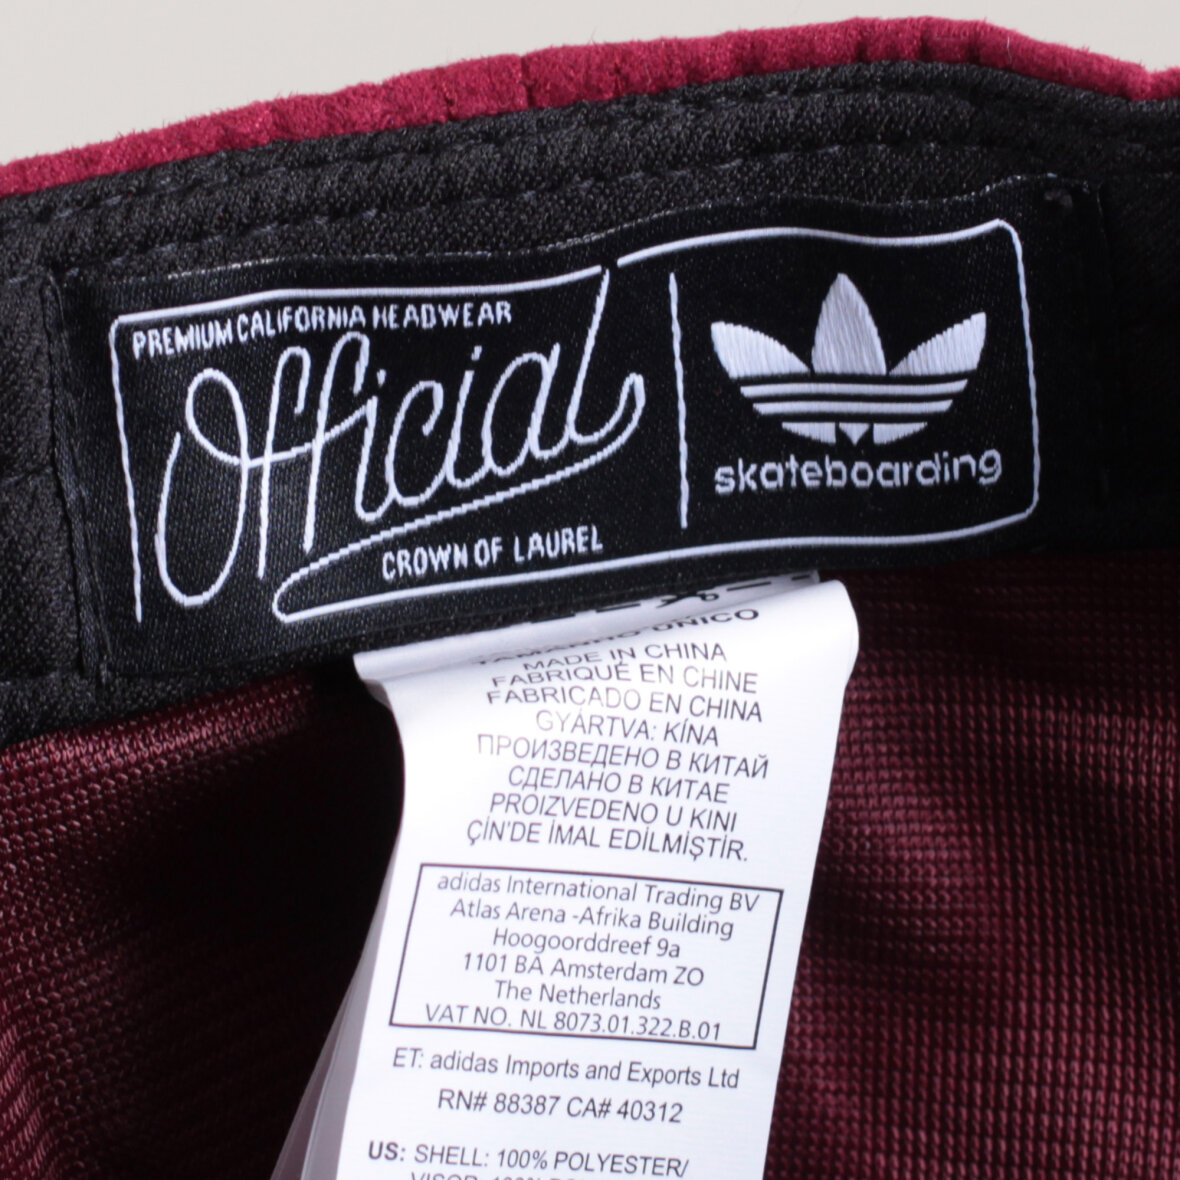 PREMIUM CALIFORNIA HEADWEAR
Official
CROWN OF LAUREL
skateboarding
TAMANHO ÚNICO
MADE IN CHINA
FABRIQUÉ EN CHINE
FABRICADO EN CHINA
GYÁRTVA: KÍNA
ПРОИЗВЕДЕНО В КИТАЙ
СДЕЛАНО В КИТАЕ
PROIZVEDENO U KINI
ÇİN'DE İMAL EDİLMİŞTİR.
adidas International Trading BV
Atlas Arena -Afrika Building
Hoogoorddreef 9a
1101 BA Amsterdam ZO
The Netherlands
VAT NO. NL 8073.01.322.B.01
ET: adidas Imports and Exports Ltd
RN# 88387 CA# 40312
US: SHELL: 100% POLYESTER/